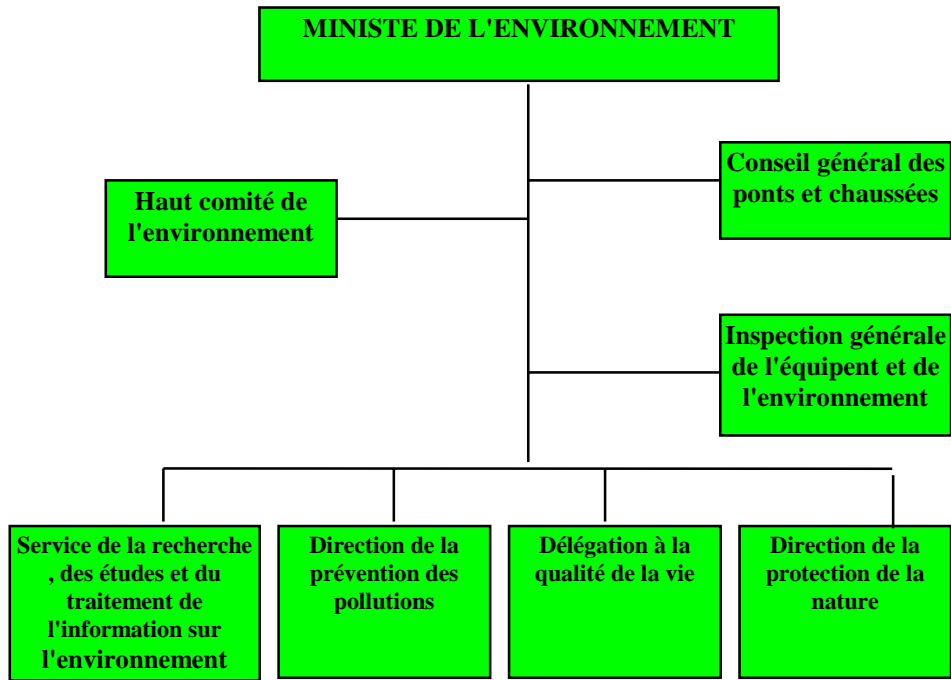 MINISTE DE L'ENVIRONNEMENT
Conseil général des
ponts et chaussées
Haut comité de
l'environnement
Inspection générale
de l'équipent et de
l'environnement
Service de la recherche
, des études et du
traitement de
l'information sur
l'environnement
Direction de la
prévention des
pollutions
Délégation à la
qualité de la vie
Direction de la
protection de la
nature